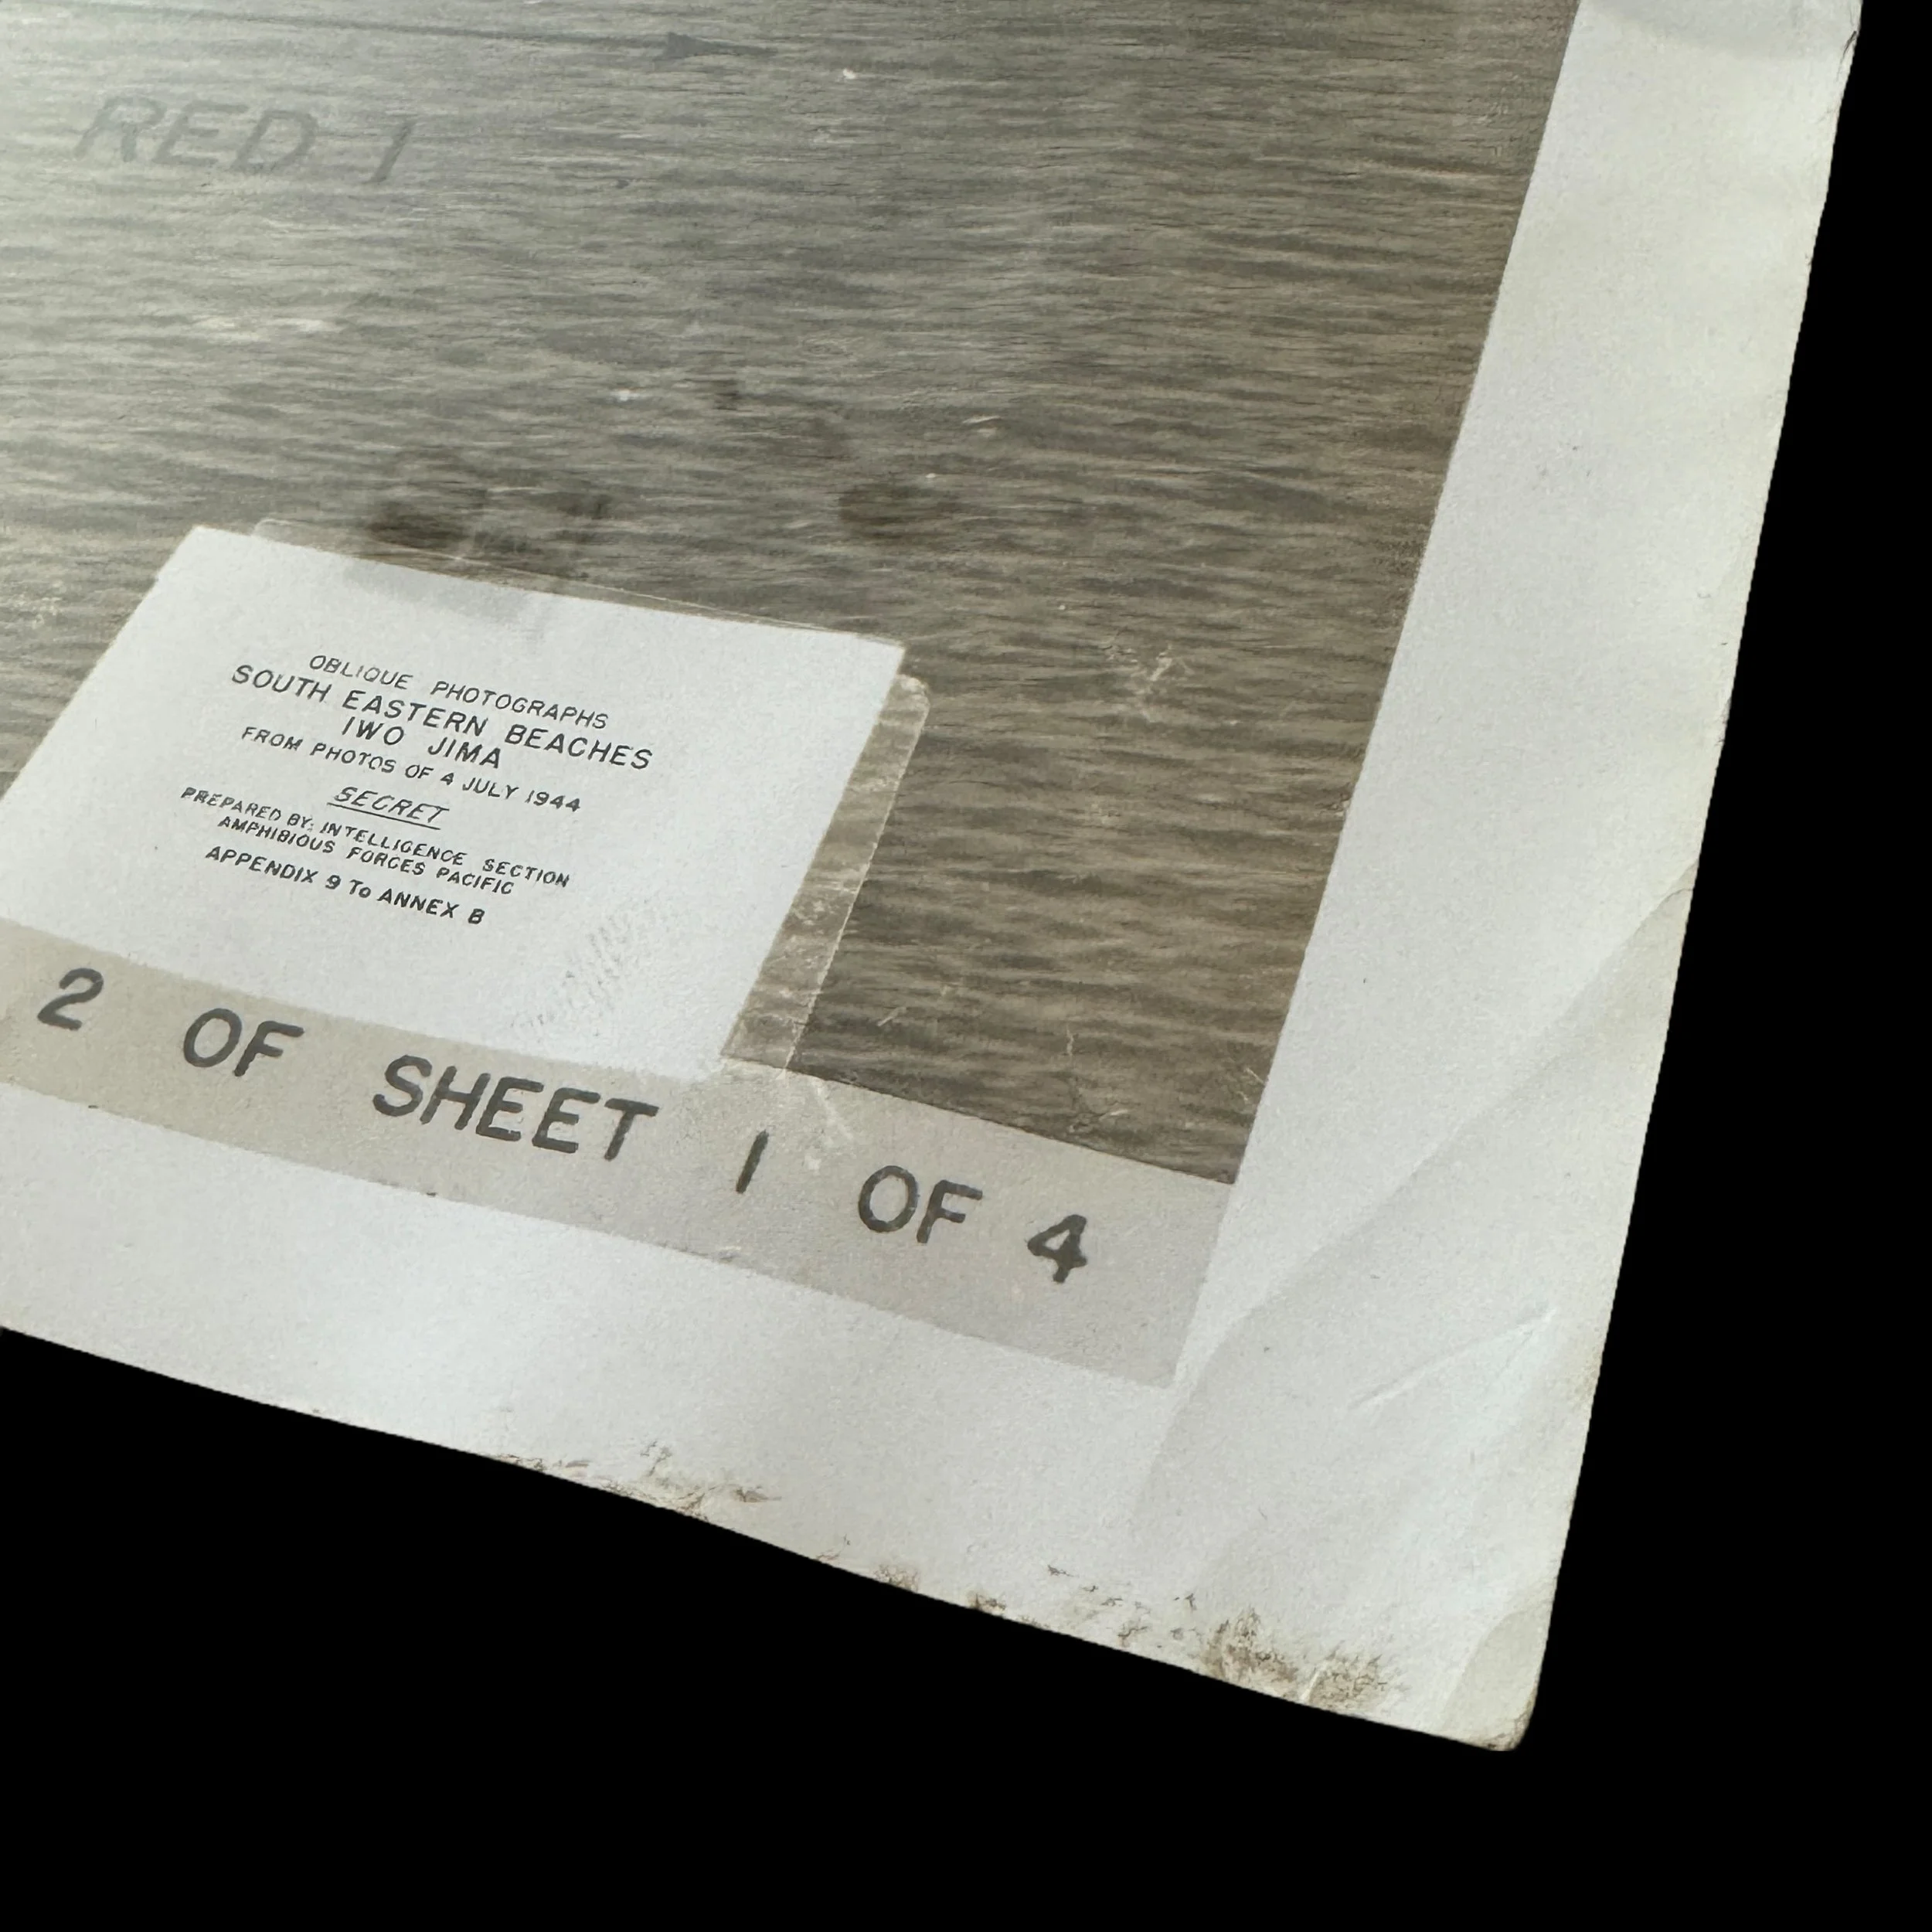 RED 1
OBLIQUE PHOTOGRAPHS
SOUTH EASTERN BEACHES
IWO JIMA
FROM PHOTOS OF 4 JULY 1944
SECRET
PREPARED BY: INTELLIGENCE SECTION
AMPHIBIOUS FORCES PACIFIC
APPENDIX 9 To ANNEX B
2 OF SHEET 1 OF 4